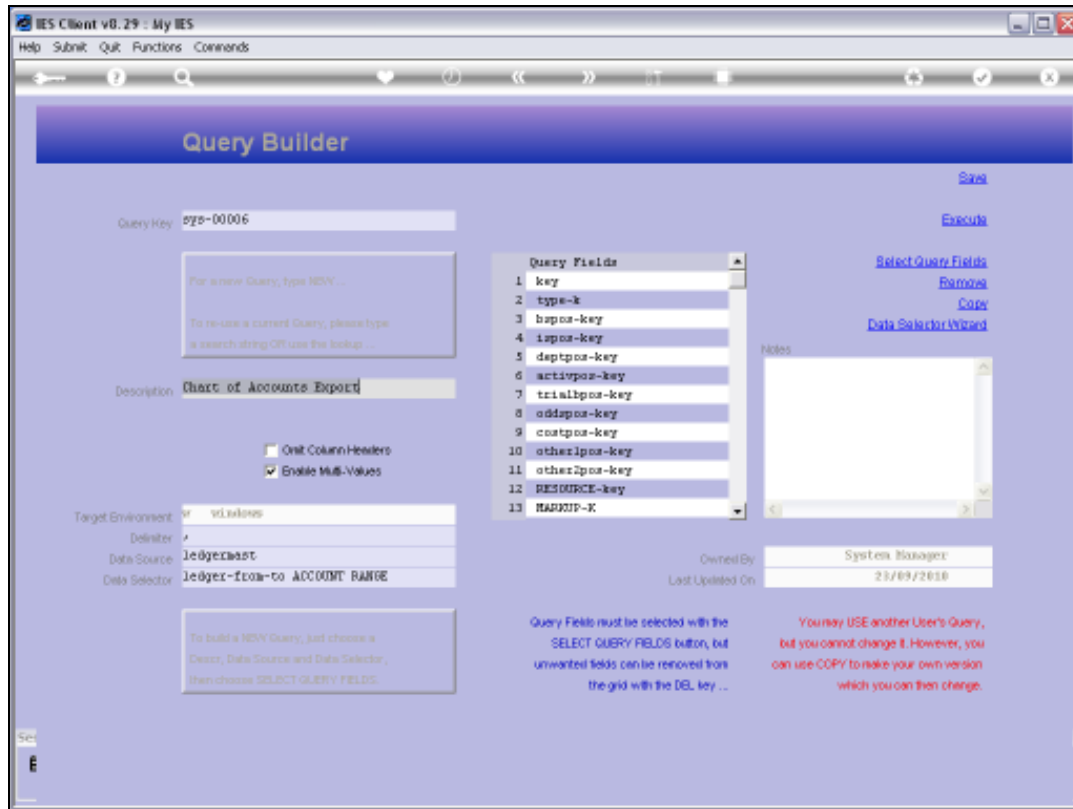 IES Client v8.29 : My IES
Help Submit Quit Functions Commands
Query Builder
Save
Query Key sys-00006
Execute
For a new Query, type NEW ...
To re-use a current Query, please type
a search string OR use the lookup ...
Query Fields
1 key
2 type-k
3 bspos-key
4 ispos-key
5 deptpos-key
6 activpos-key
7 trialbpos-key
8 oddspos-key
9 costpos-key
10 other1pos-key
11 other2pos-key
12 RESOURCE-key
13 MARKUP-K
Select Query Fields
Remove
Copy
Data Selector Wizard
Notes
Description Chart of Accounts Export
Omit Column Headers
Enable Multi-Values
Target Environment w windows
Delimiter ,
Data Source ledgermast
Data Selector ledger-from-to ACCOUNT RANGE
Owned By System Manager
Last Updated On 23/09/2010
To build a NEW Query, just choose a
Descr, Data Source and Data Selector,
then choose SELECT QUERY FIELDS.
Query Fields must be selected with the
SELECT QUERY FIELDS button, but
unwanted fields can be removed from
the grid with the DEL key ...
You may USE another User's Query,
but you cannot change it. However, you
can use COPY to make your own version
which you can then change.